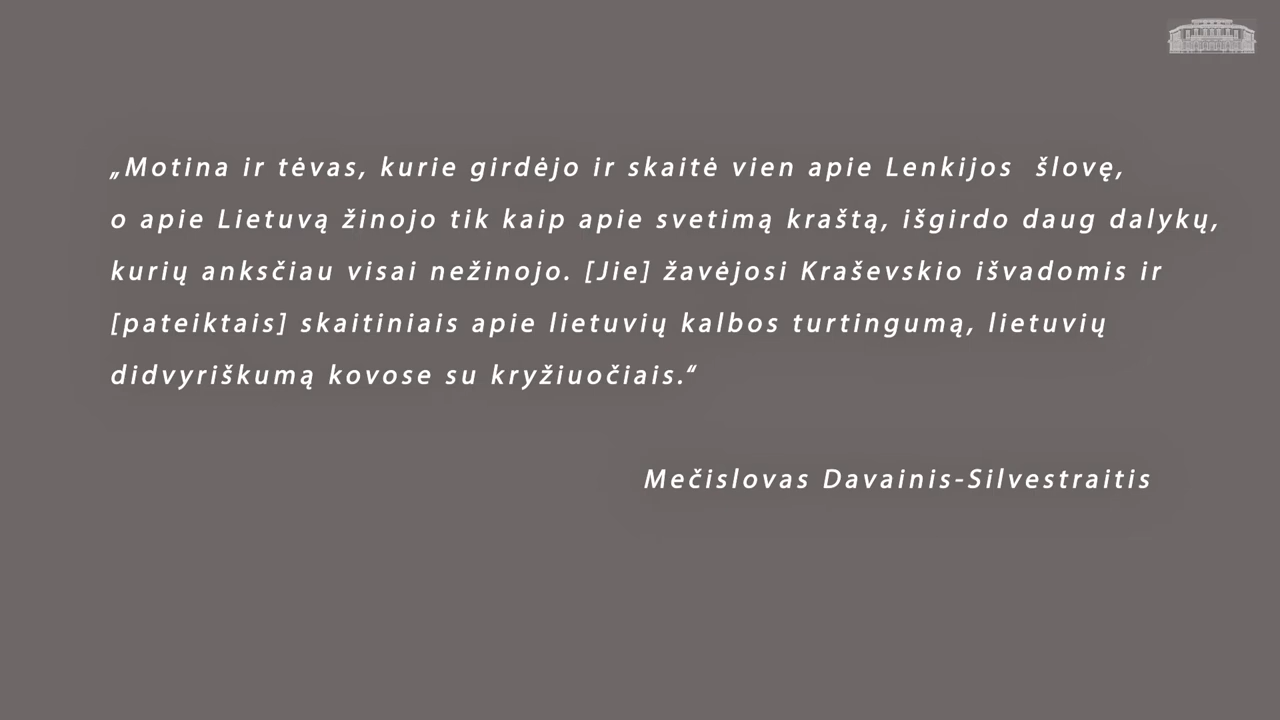 „Motina ir tėvas, kurie girdėjo ir skaitė vien apie Lenkijos šlovę,
o apie Lietuvą žinojo tik kaip apie svetimą kraštą, išgirdo daug dalykų,
kurių anksčiau visai nežinojo. [Jie] žavėjosi Kraševskio išvadomis ir
[pateiktais] skaitiniais apie lietuvių kalbos turtingumą, lietuvių
didvyriškumą kovose su kryžiuočiais.“
Mečislovas Davainis-Silvestraitis